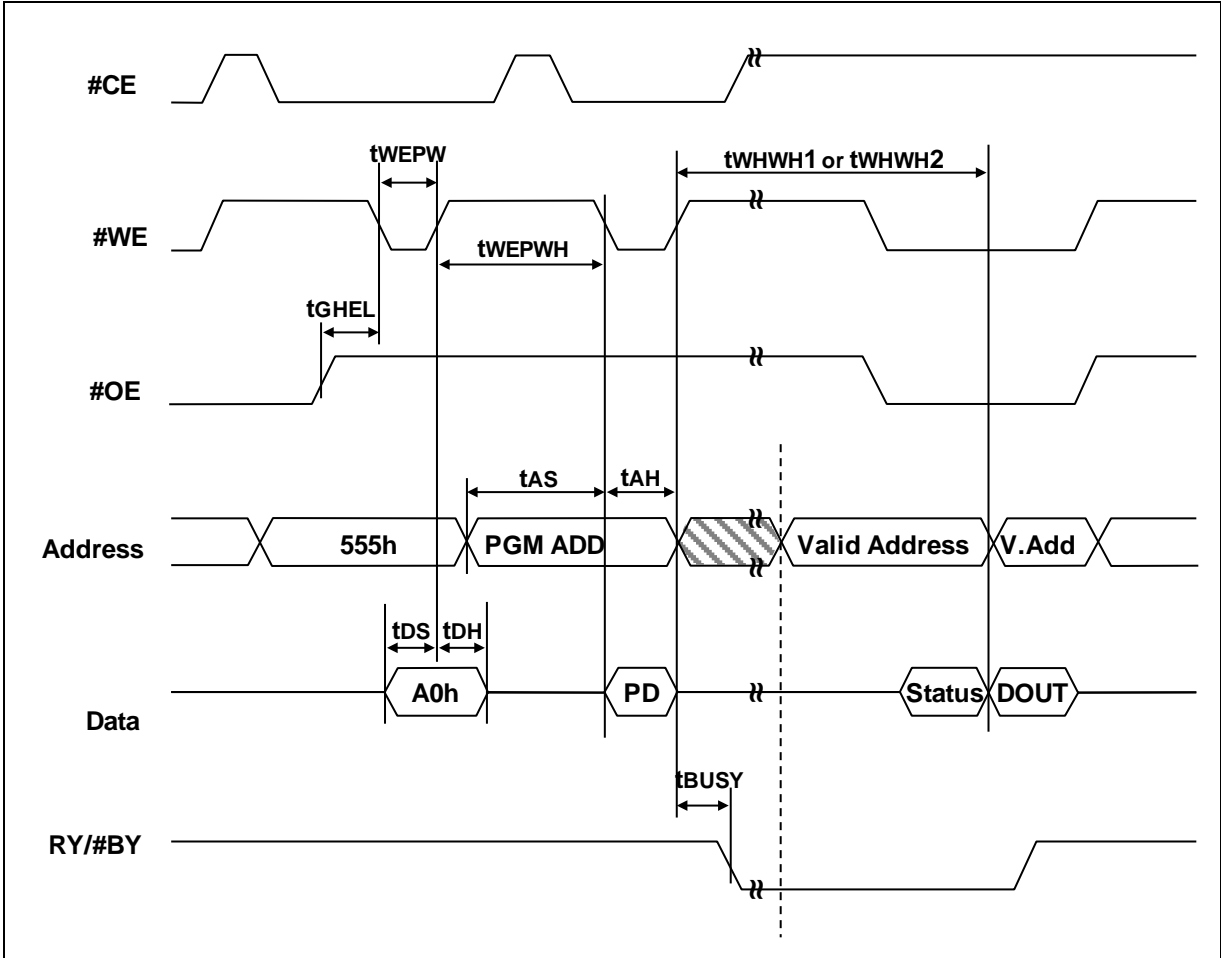 #CE
tWEPW
tWHWH1 or tWHWH2
#WE
tWEPWH
tGHEL
#OE
tAS
tAH
Address
555h
PGM ADD
Valid Address
V.Add
tDS
tDH
A0h
PD
Status
DOUT
Data
tBUSY
RY/#BY